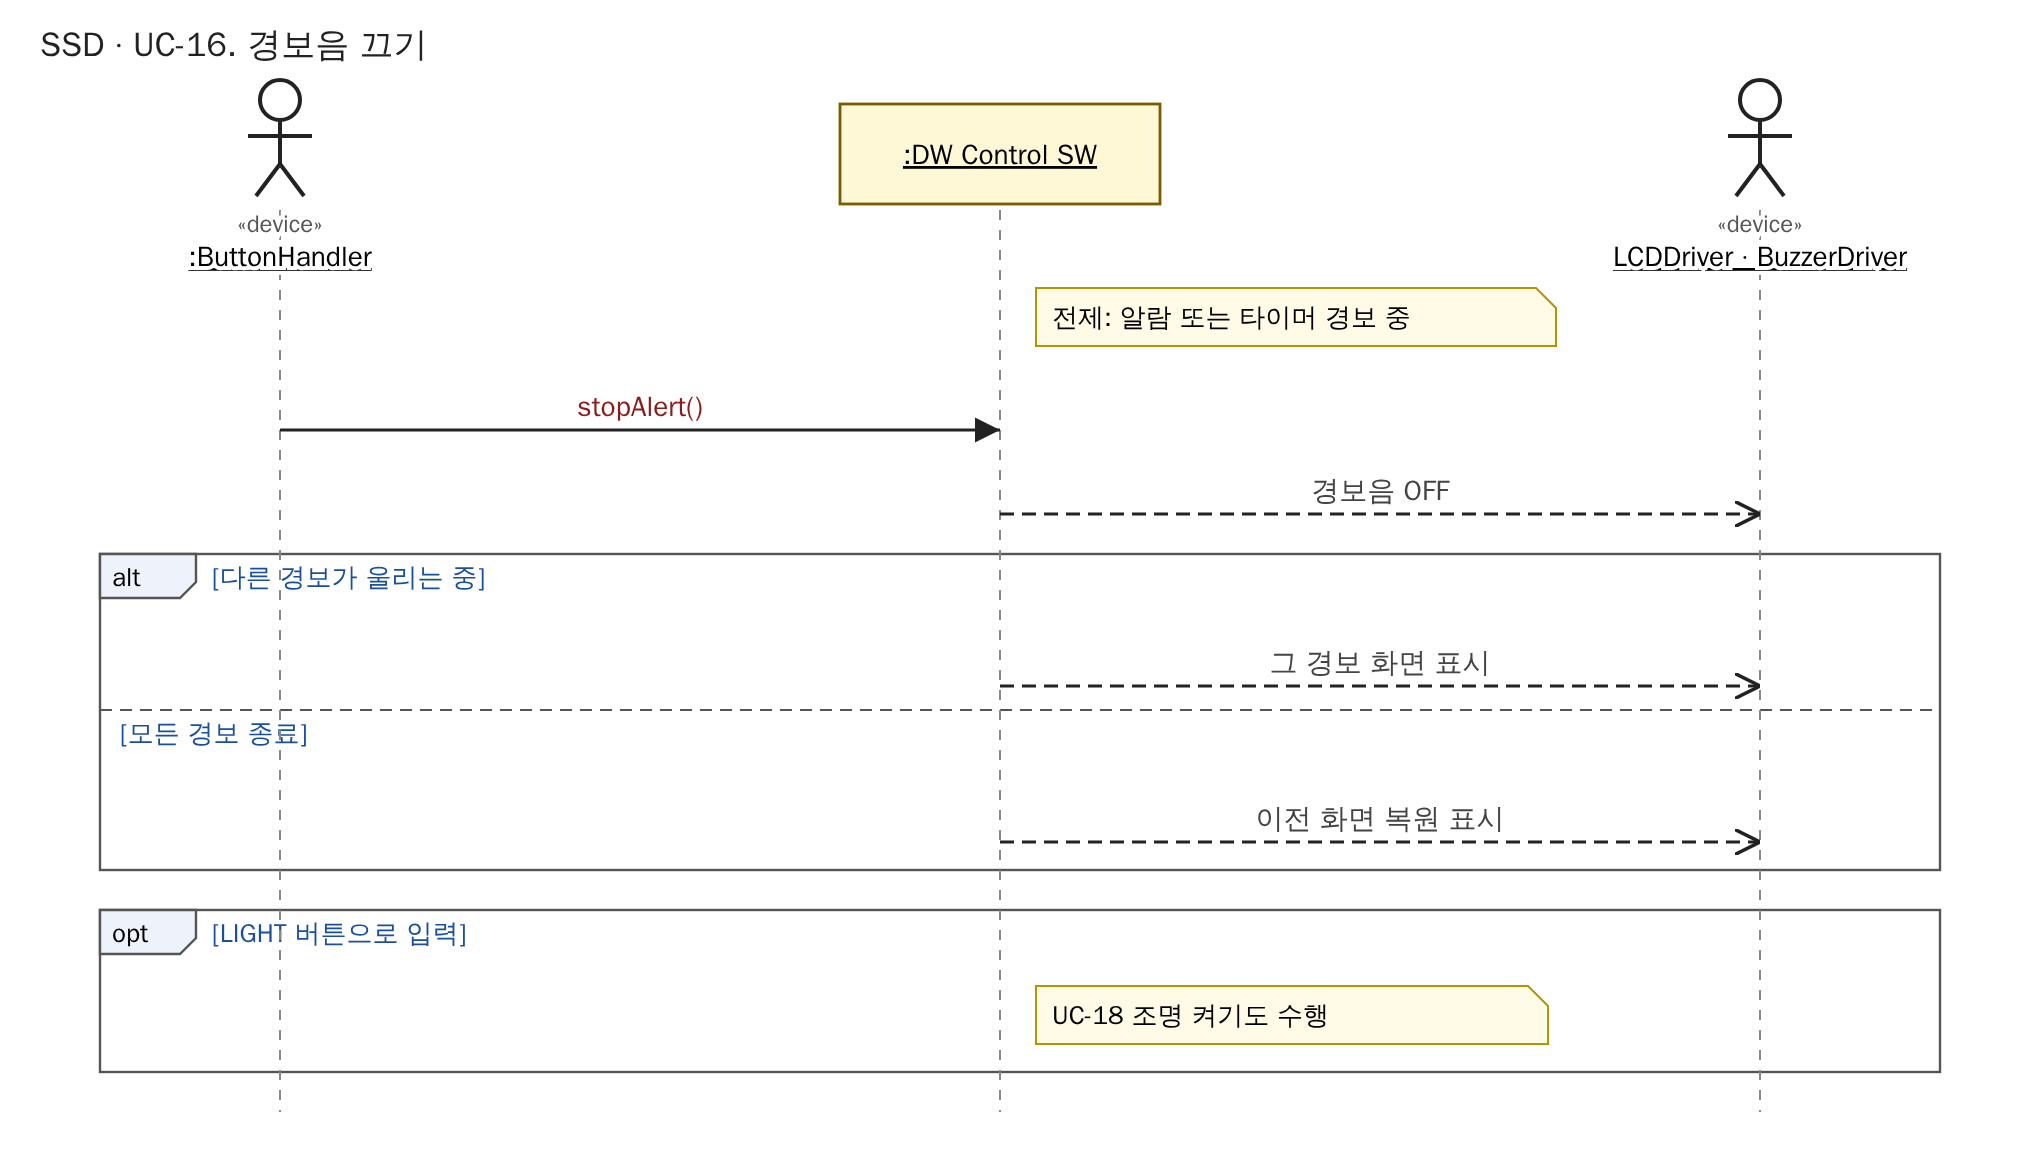 SSD · UC-16. 경보음 끄기
:DW Control SW
«device»
:ButtonHandler
«device»
LCDDriver · BuzzerDriver
전제: 알람 또는 타이머 경보 중
stopAlert()
경보음 OFF
alt
[다른 경보가 울리는 중]
그 경보 화면 표시
[모든 경보 종료]
이전 화면 복원 표시
opt
[LIGHT 버튼으로 입력]
UC-18 조명 켜기도 수행